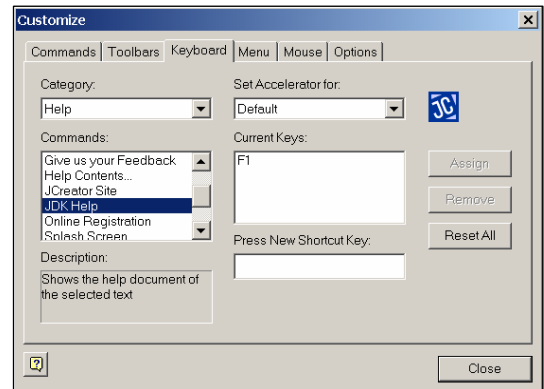 Customize
Commands Toolbars Keyboard Menu Mouse Options
Category:
Help
Set Accelerator for:
Default
JC
Commands:
Give us your Feedback
Help Contents...
JCreator Site
JDK Help
Online Registration
Splash Screen
Current Keys:
F1
Assign
Remove
Reset All
Press New Shortcut Key:
Description:
Shows the help document of
the selected text
Close